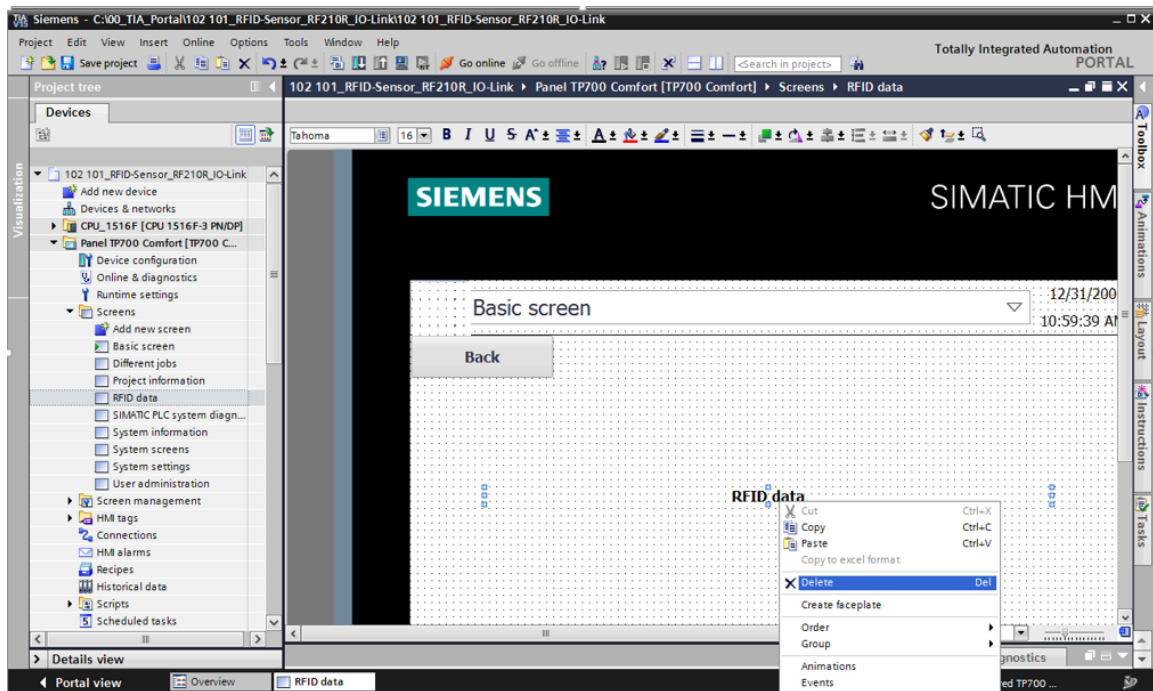 Siemens - C:\00_TIA_Portal\102 101_RFID-Sensor_RF210R_IO-Link\102 101_RFID-Sensor_RF210R_IO-Link
Project Edit View Insert Online Options Tools Window Help
Totally Integrated Automation
PORTAL
Save project
Go online
Go offline
<Search in project>
Project tree
102 101_RFID-Sensor_RF210R_IO-Link
Panel TP700 Comfort [TP700 Comfort]
Screens
RFID data
Devices
Tahoma
16
B I U S A
Visualization
102 101_RFID-Sensor_RF210R_IO-Link
Add new device
Devices & networks
CPU_1516F [CPU 1516F-3 PN/DP]
Panel TP700 Comfort [TP700 C...
Device configuration
Online & diagnostics
Runtime settings
Screens
Add new screen
Basic screen
Different jobs
Project information
RFID data
SIMATIC PLC system diagn...
System information
System screens
System settings
User administration
Screen management
HMI tags
Connections
HMI alarms
Recipes
Historical data
Scripts
Scheduled tasks
SIEMENS
SIMATIC HM
Basic screen
12/31/200
10:59:39 AM
Back
RFID data
Cut Ctrl+X
Copy Ctrl+C
Paste Ctrl+V
Copy to excel format
Delete Del
Create faceplate
Order
Group
Animations
Events
Toolbox
Animations
Layout
Instructions
Tasks
Details view
gnostics
Portal view
Overview
RFID data
ed TP700 ...